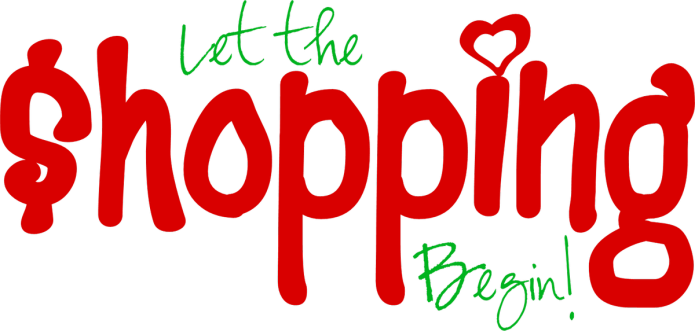 Let the
$hopping
Begin!